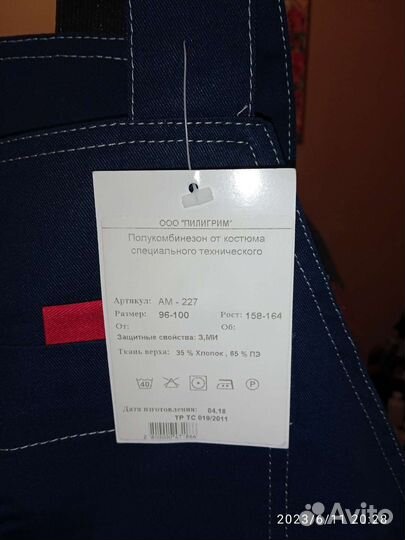 ООО "ПИЛИГРИМ"
Полукомбинезон от костюма
специального технического
Артикул: АМ - 227
Размер: 96-100 Рост: 158-164
От: Об:
Защитные свойства: З,МИ
Ткань верха: 35 % Хлопок , 65 % ПЭ
40
P
Дата изготовления: 04.18
ТР ТС 019/2011
2023/6/11 20:28
Avito